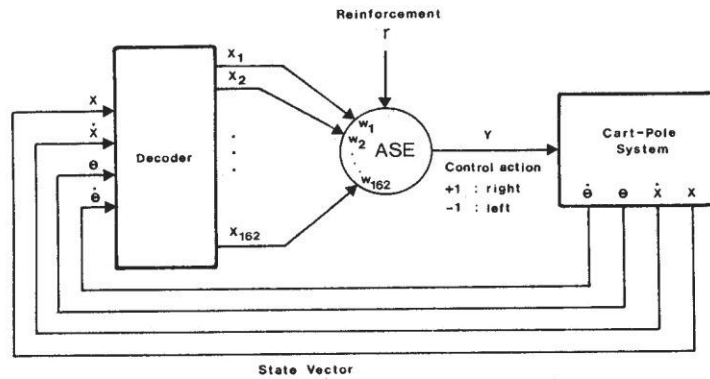 Reinforcement
r
X1
X2
X
Ẋ
θ
θ̇
Decoder
.
.
.
X162
w1
w2
.
.
.
w162
ASE
Y
Control action
+1 : right
-1 : left
Cart-Pole
System
θ̇ θ Ẋ X
State Vector